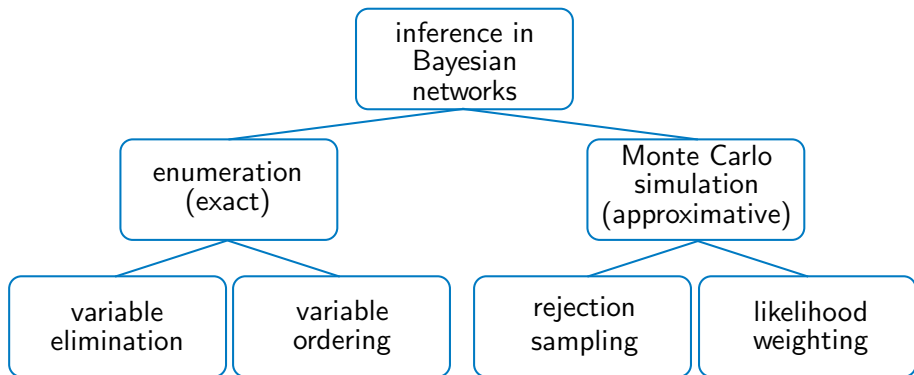 inference in
Bayesian
networks
enumeration
(exact)
Monte Carlo
simulation
(approximative)
variable
elimination
variable
ordering
rejection
sampling
likelihood
weighting